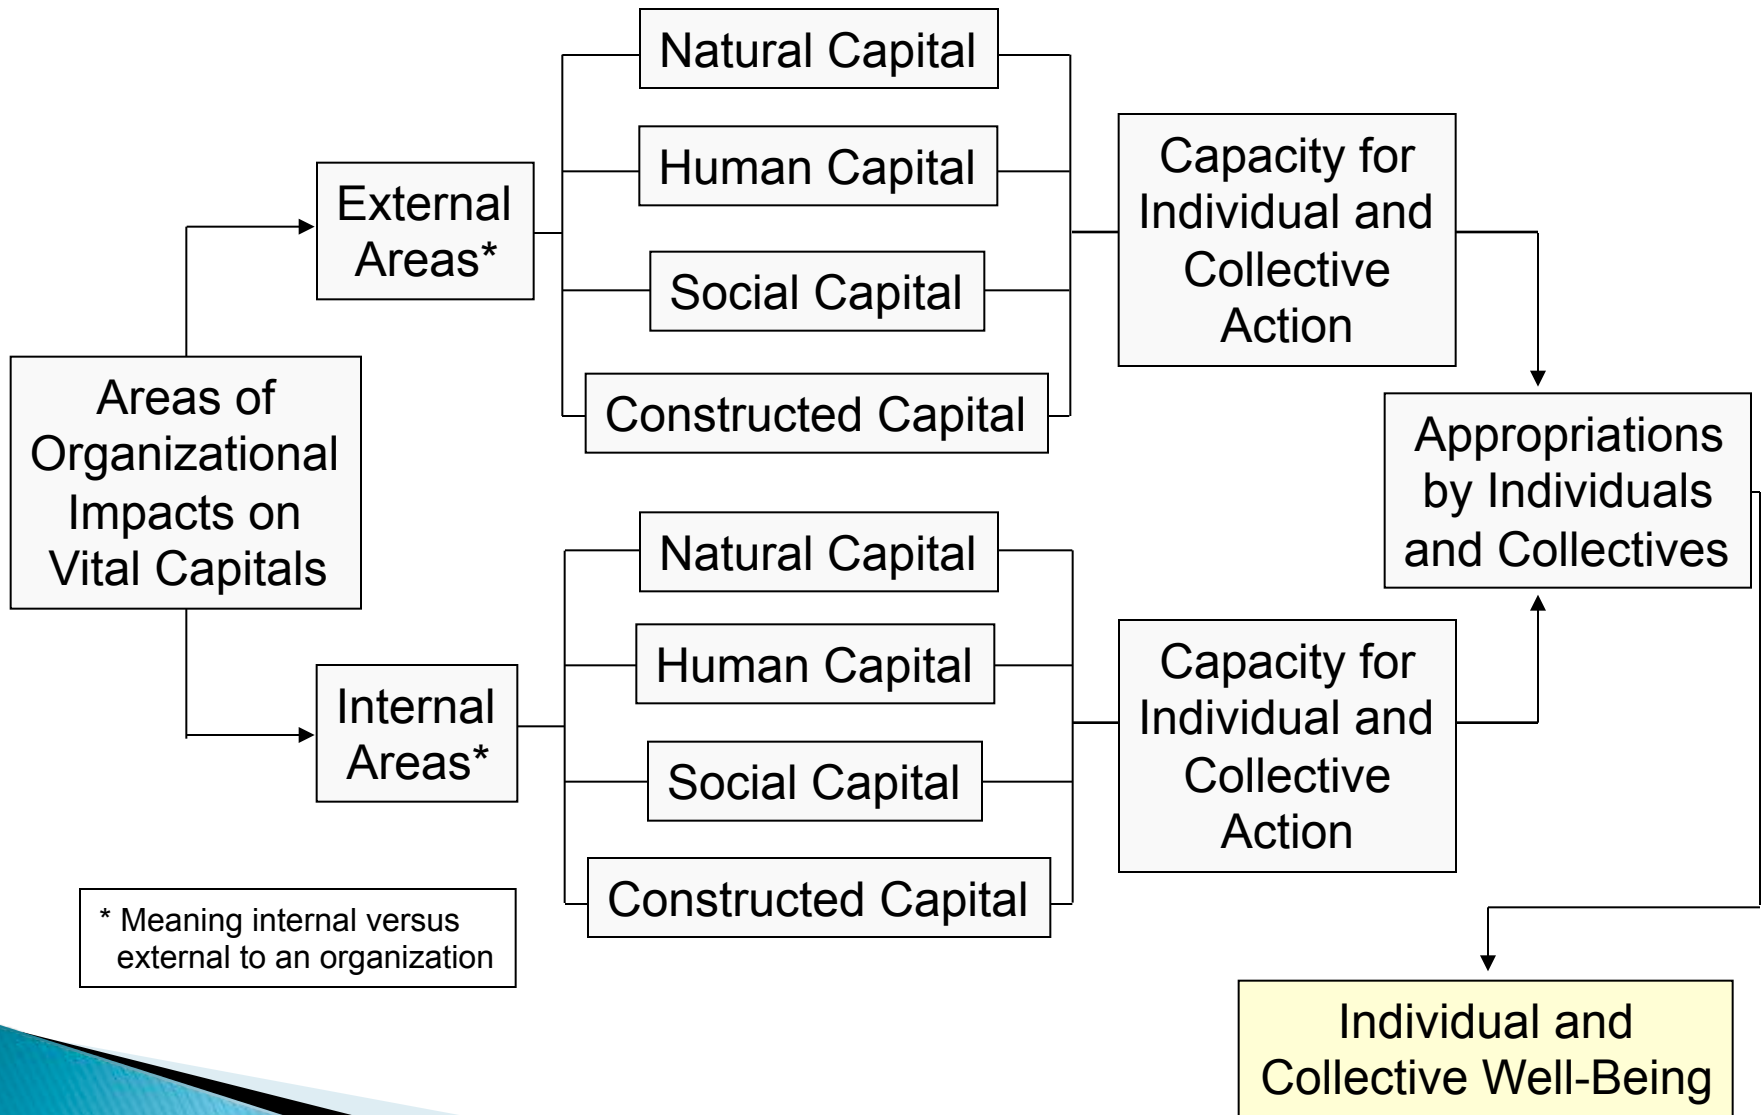 Areas of
Organizational
Impacts on
Vital Capitals
External
Areas*
Natural Capital
Human Capital
Social Capital
Constructed Capital
Capacity for
Individual and
Collective
Action
Internal
Areas*
Natural Capital
Human Capital
Social Capital
Constructed Capital
Capacity for
Individual and
Collective
Action
Appropriations
by Individuals
and Collectives
Individual and
Collective Well-Being
* Meaning internal versus
external to an organization